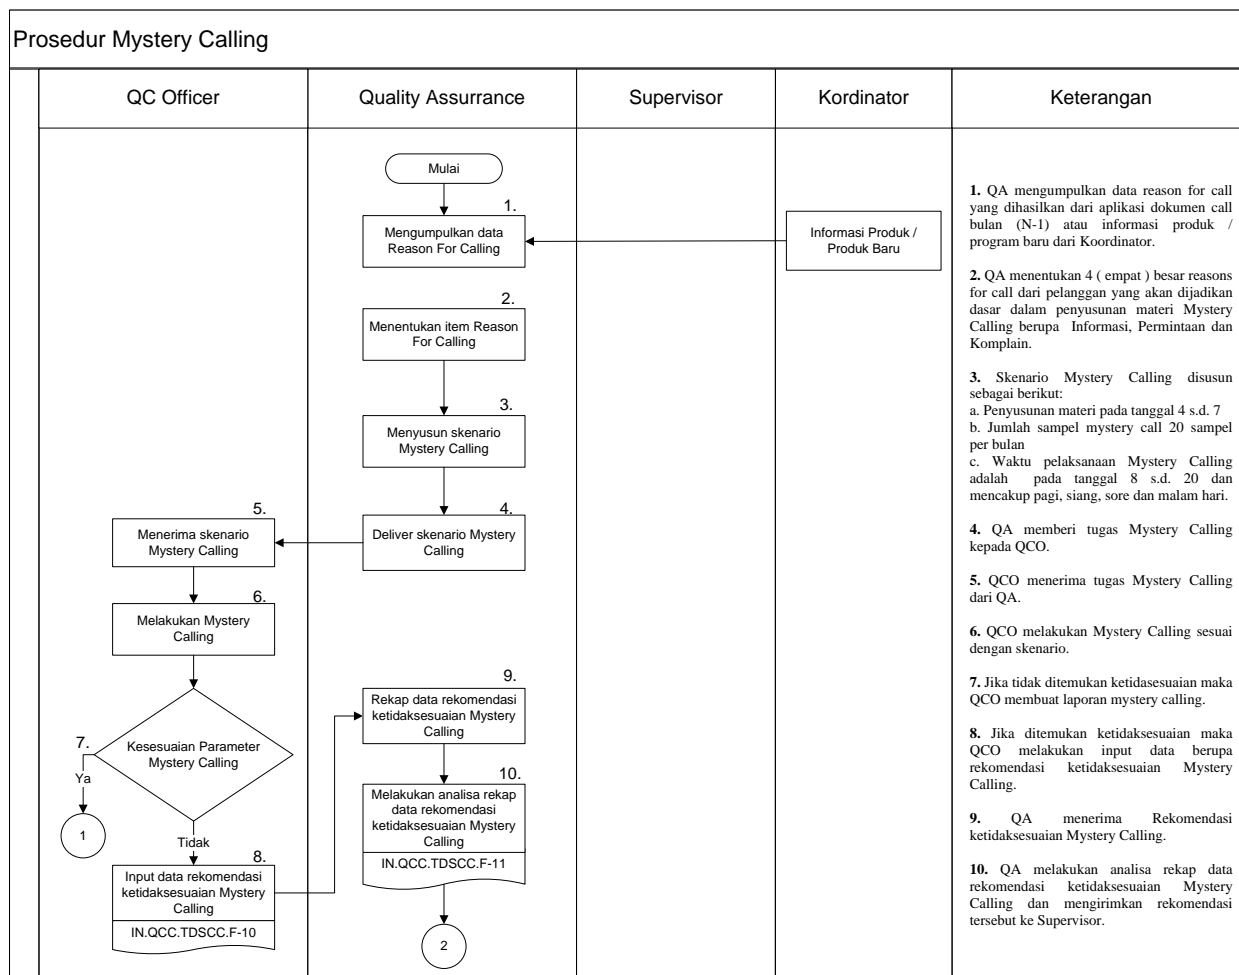 Prosedur Mystery Calling
QC Officer
Quality Assurrance
Supervisor
Kordinator
Keterangan
Mulai
1.
Mengumpulkan data
Reason For Calling
Informasi Produk /
Produk Baru
2.
Menentukan item Reason
For Calling
3.
Menyusun skenario
Mystery Calling
4.
Deliver skenario Mystery
Calling
5.
Menerima skenario
Mystery Calling
6.
Melakukan Mystery
Calling
7.
Kesesuaian Parameter
Mystery Calling
Ya
1
Tidak
8.
Input data rekomendasi
ketidaksesuaian Mystery
Calling
IN.QCC.TDSCC.F-10
9.
Rekap data rekomendasi
ketidaksesuaian Mystery
Calling
10.
Melakukan analisa rekap
data rekomendasi
ketidaksesuaian Mystery
Calling
IN.QCC.TDSCC.F-11
2
1. QA mengumpulkan data reason for call
yang dihasilkan dari aplikasi dokumen call
bulan (N-1) atau informasi produk /
program baru dari Koordinator.
2. QA menentukan 4 ( empat ) besar reasons
for call dari pelanggan yang akan dijadikan
dasar dalam penyusunan materi Mystery
Calling berupa Informasi, Permintaan dan
Komplain.
3. Skenario Mystery Calling disusun
sebagai berikut:
a. Penyusunan materi pada tanggal 4 s.d. 7
b. Jumlah sampel mystery call 20 sampel
per bulan
c. Waktu pelaksanaan Mystery Calling
adalah pada tanggal 8 s.d. 20 dan
mencakup pagi, siang, sore dan malam hari.
4. QA memberi tugas Mystery Calling
kepada QCO.
5. QCO menerima tugas Mystery Calling
dari QA.
6. QCO melakukan Mystery Calling sesuai
dengan skenario.
7. Jika tidak ditemukan ketidasesuaian maka
QCO membuat laporan mystery calling.
8. Jika ditemukan ketidaksesuaian maka
QCO melakukan input data berupa
rekomendasi ketidaksesuaian Mystery
Calling.
9. QA menerima Rekomendasi
ketidaksesuaian Mystery Calling.
10. QA melakukan analisa rekap data
rekomendasi ketidaksesuaian Mystery
Calling dan mengirimkan rekomendasi
tersebut ke Supervisor.